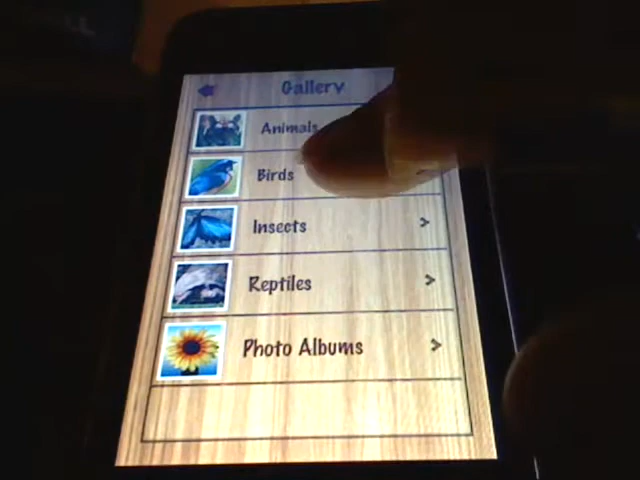 Gallery
Animals
Birds
Insects
Reptiles
Photo Albums